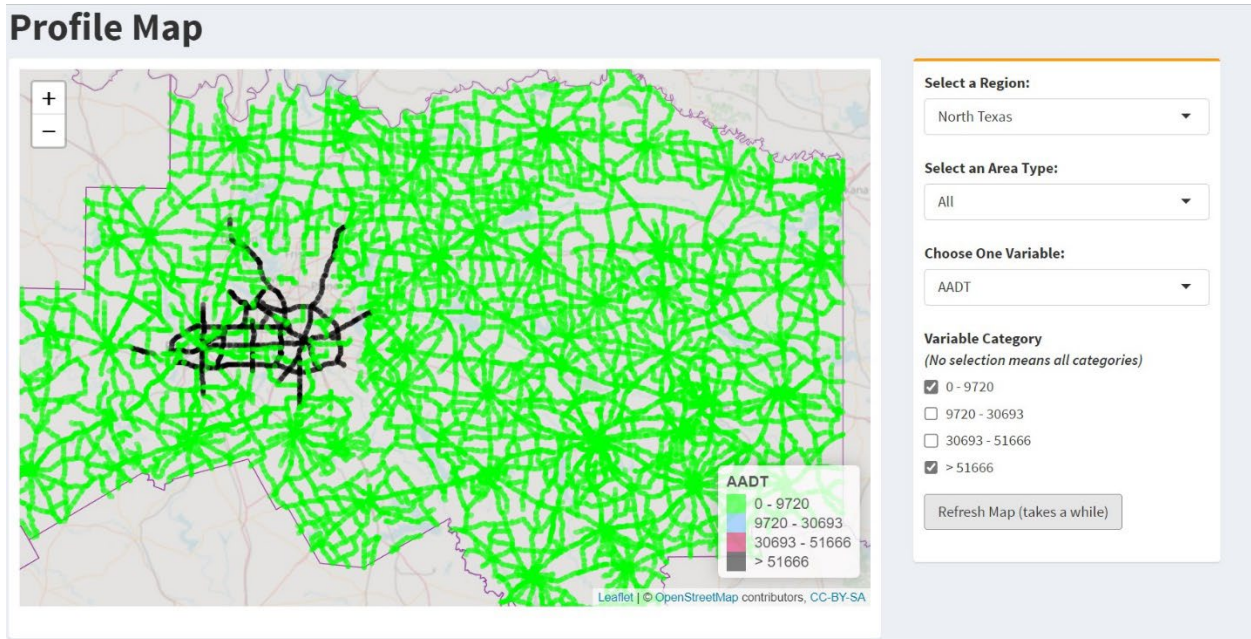 Profile Map
+
−
AADT
0 - 9720
9720 - 30693
30693 - 51666
> 51666
Leaflet | © OpenStreetMap contributors, CC-BY-SA
Select a Region:
North Texas
Select an Area Type:
All
Choose One Variable:
AADT
Variable Category
(No selection means all categories)
0 - 9720
9720 - 30693
30693 - 51666
> 51666
Refresh Map (takes a while)